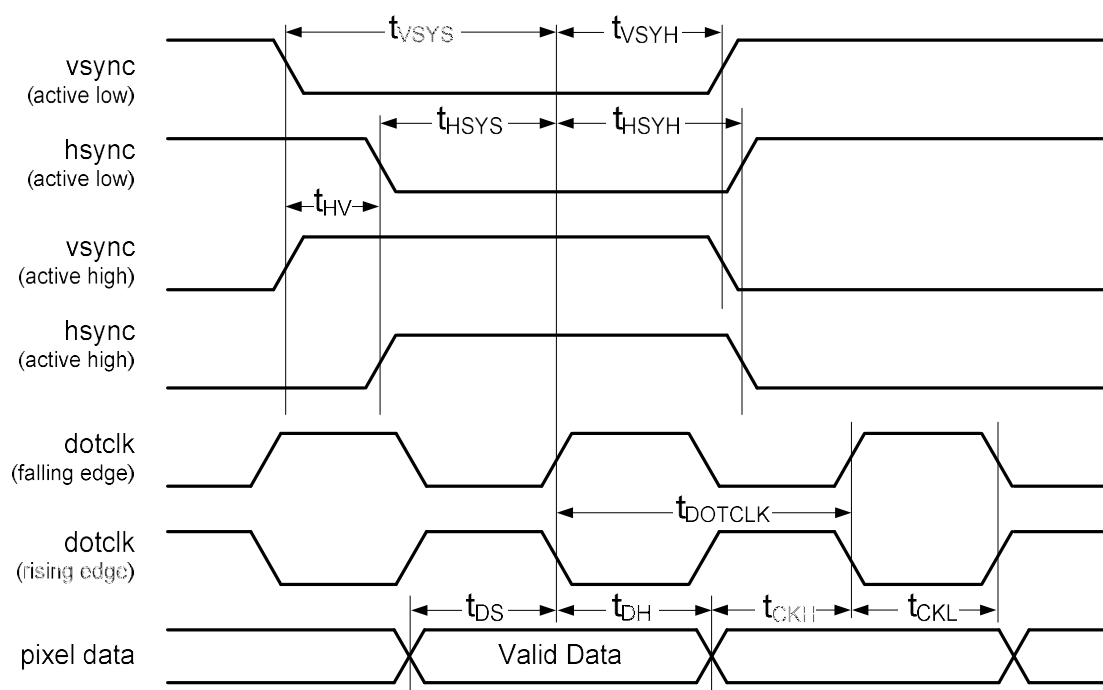 tVSYS tVSYH
vsync
(active low)
tHSYS tHSYH
hsync
(active low)
tHV
vsync
(active high)
hsync
(active high)
dotclk
(falling edge)
tDOTCLK
dotclk
(rising edge)
tDS tDH tCKH tCKL
pixel data Valid Data